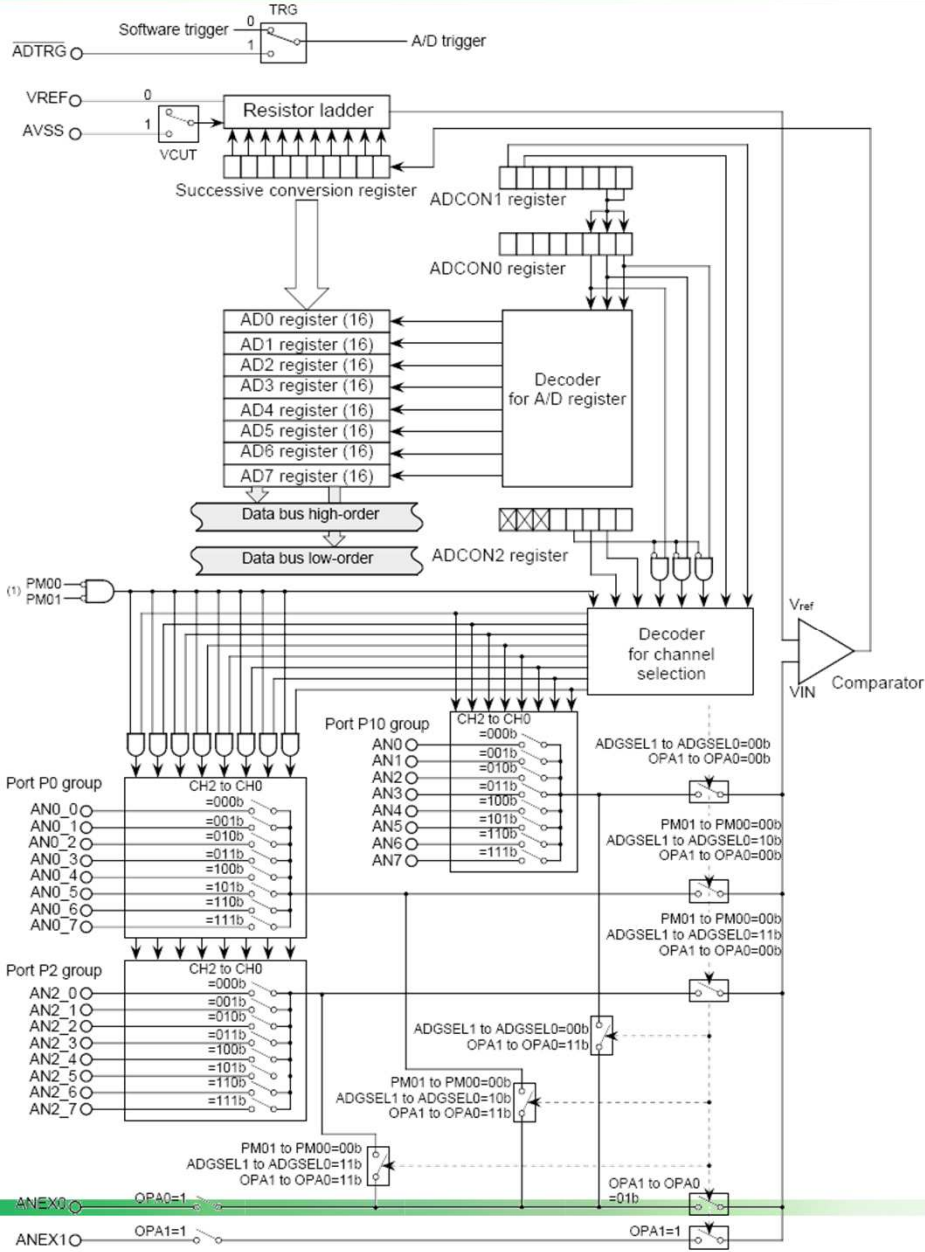 TRG
0
Software trigger
A/D trigger
ADTRG
1
VREF
0
Resistor ladder
AVSS
1
VCUT
Successive conversion register
ADCON1 register
ADCON0 register
AD0 register (16)
AD1 register (16)
AD2 register (16)
AD3 register (16)
AD4 register (16)
AD5 register (16)
AD6 register (16)
AD7 register (16)
Decoder
for A/D register
Data bus high-order
Data bus low-order
ADCON2 register
(1) PM00
PM01
Decoder
for channel
selection
Vref
VIN
Comparator
Port P10 group
CH2 to CH0
=000b
AN0
=001b
AN1
=010b
AN2
=011b
AN3
=100b
AN4
=101b
AN5
=110b
AN6
=111b
AN7
ADGSEL1 to ADGSEL0=00b
OPA1 to OPA0=00b
Port P0 group
CH2 to CH0
=000b
AN0_0
=001b
AN0_1
=010b
AN0_2
=011b
AN0_3
=100b
AN0_4
=101b
AN0_5
=110b
AN0_6
=111b
AN0_7
PM01 to PM00=00b
ADGSEL1 to ADGSEL0=10b
OPA1 to OPA0=00b
PM01 to PM00=00b
ADGSEL1 to ADGSEL0=11b
OPA1 to OPA0=00b
Port P2 group
CH2 to CH0
=000b
AN2_0
=001b
AN2_1
=010b
AN2_2
=011b
AN2_3
=100b
AN2_4
=101b
AN2_5
=110b
AN2_6
=111b
AN2_7
ADGSEL1 to ADGSEL0=00b
OPA1 to OPA0=11b
PM01 to PM00=00b
ADGSEL1 to ADGSEL0=10b
OPA1 to OPA0=11b
PM01 to PM00=00b
ADGSEL1 to ADGSEL0=11b
OPA1 to OPA0=11b
OPA1 to OPA0
=01b
ANEX0
OPA0=1
ANEX1
OPA1=1
OPA1=1